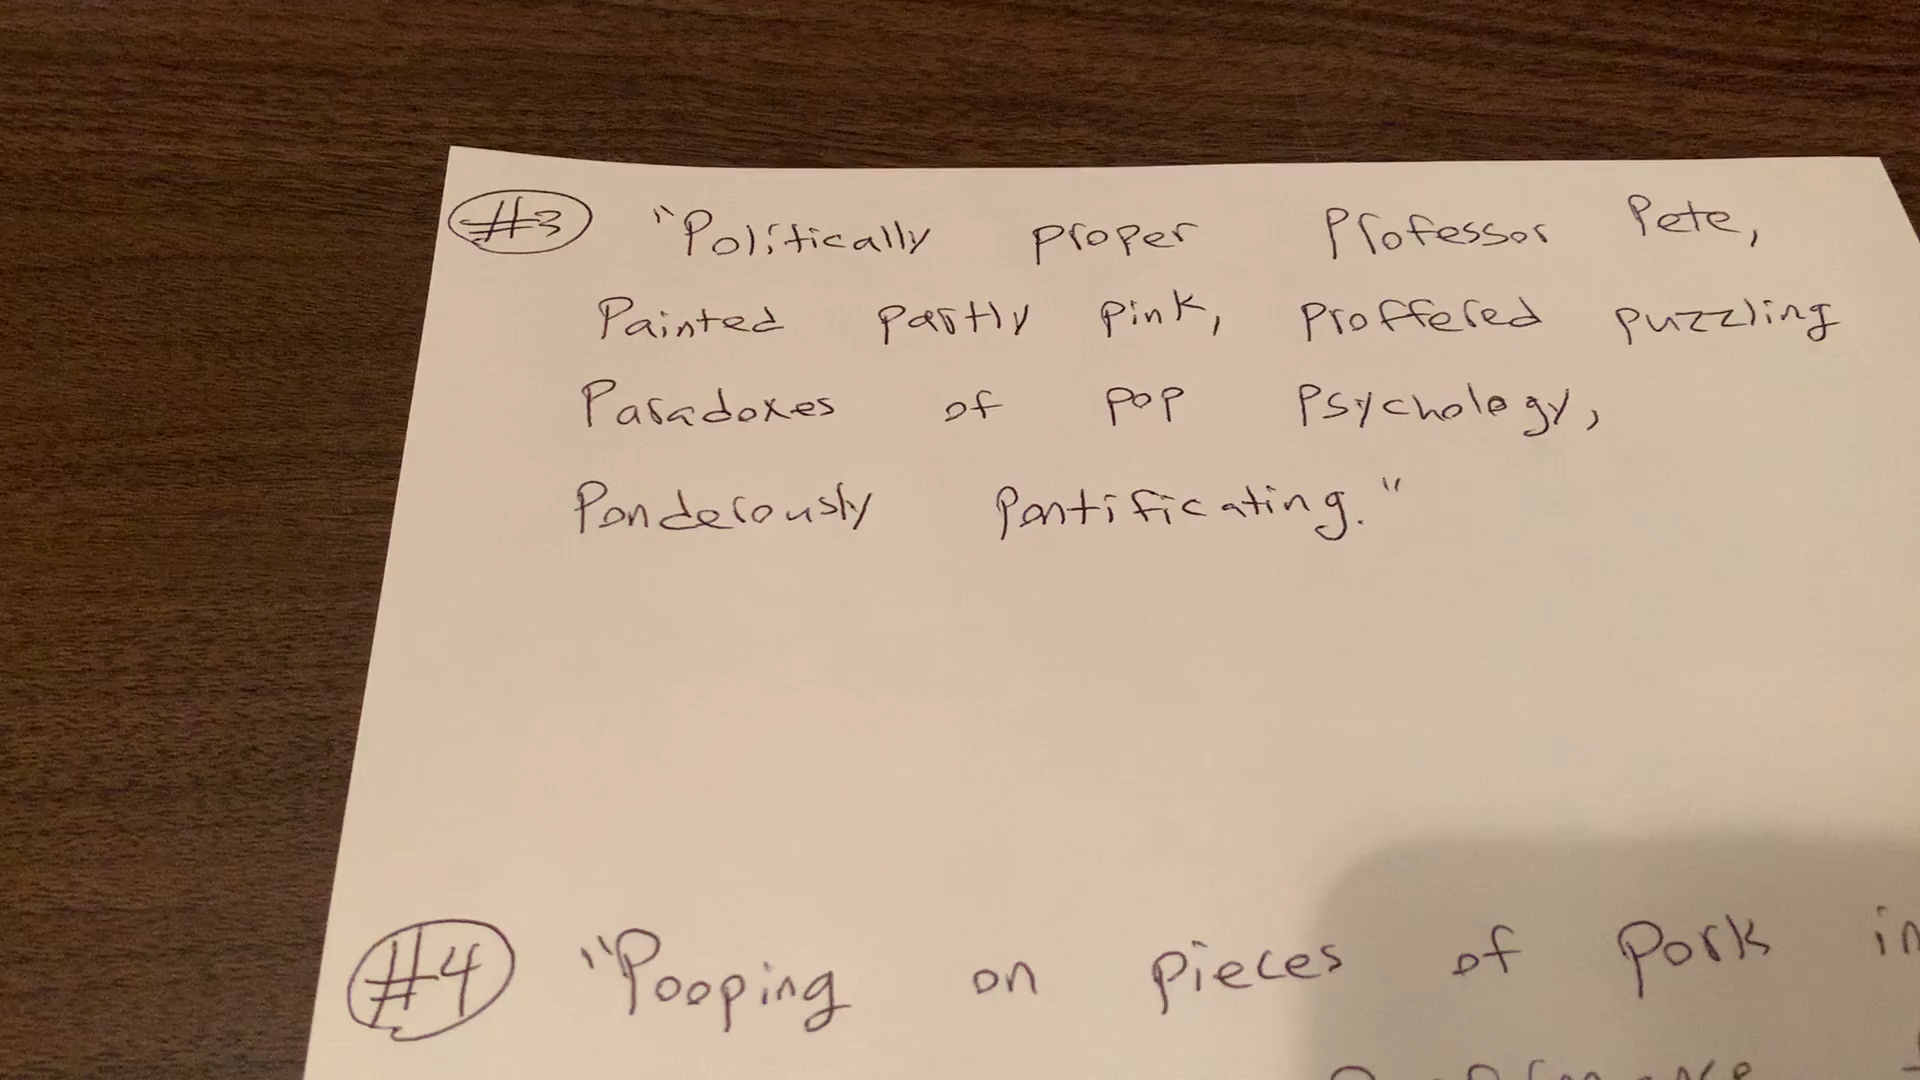 #3 "Politically proper Professor Pete,
Painted partly pink, proffered puzzling
Paradoxes of pop psychology,
Ponderously pontificating."
#4 "Pooping on pieces of pork in